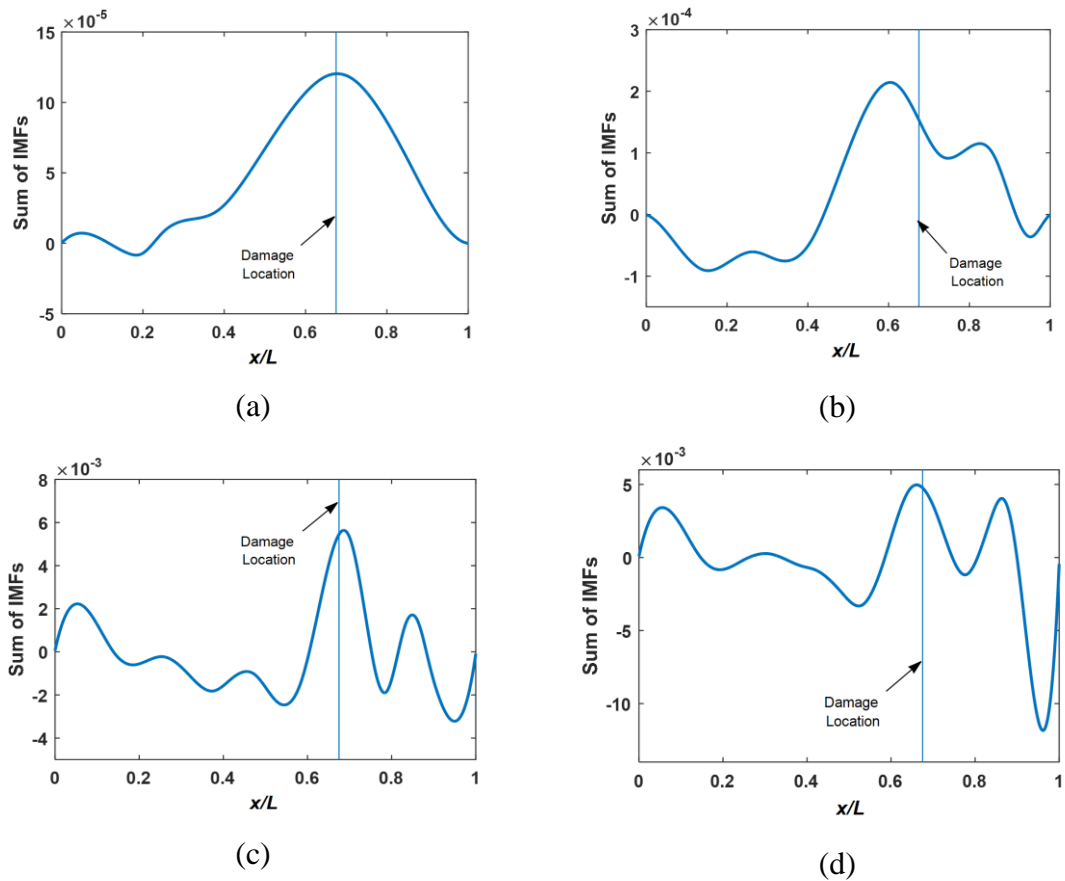 ×10⁻⁵
15
10
5
0
-5
Sum of IMFs
Damage
Location
0 0.2 0.4 0.6 0.8 1
x/L
(a)
×10⁻⁴
3
2
1
0
-1
Sum of IMFs
Damage
Location
0 0.2 0.4 0.6 0.8 1
x/L
(b)
×10⁻³
8
6
4
2
0
-2
-4
Sum of IMFs
Damage
Location
0 0.2 0.4 0.6 0.8 1
x/L
(c)
×10⁻³
5
0
-5
-10
Sum of IMFs
Damage
Location
0 0.2 0.4 0.6 0.8 1
x/L
(d)